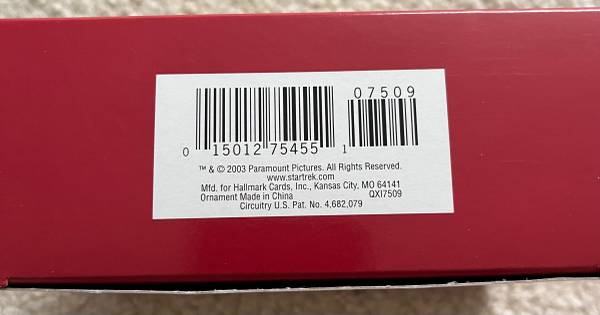 07509
0 15012 75455 1
™ & © 2003 Paramount Pictures. All Rights Reserved.
www.startrek.com
Mfd. for Hallmark Cards, Inc., Kansas City, MO 64141
Ornament Made in China QXI7509
Circuitry U.S. Pat. No. 4,682,079